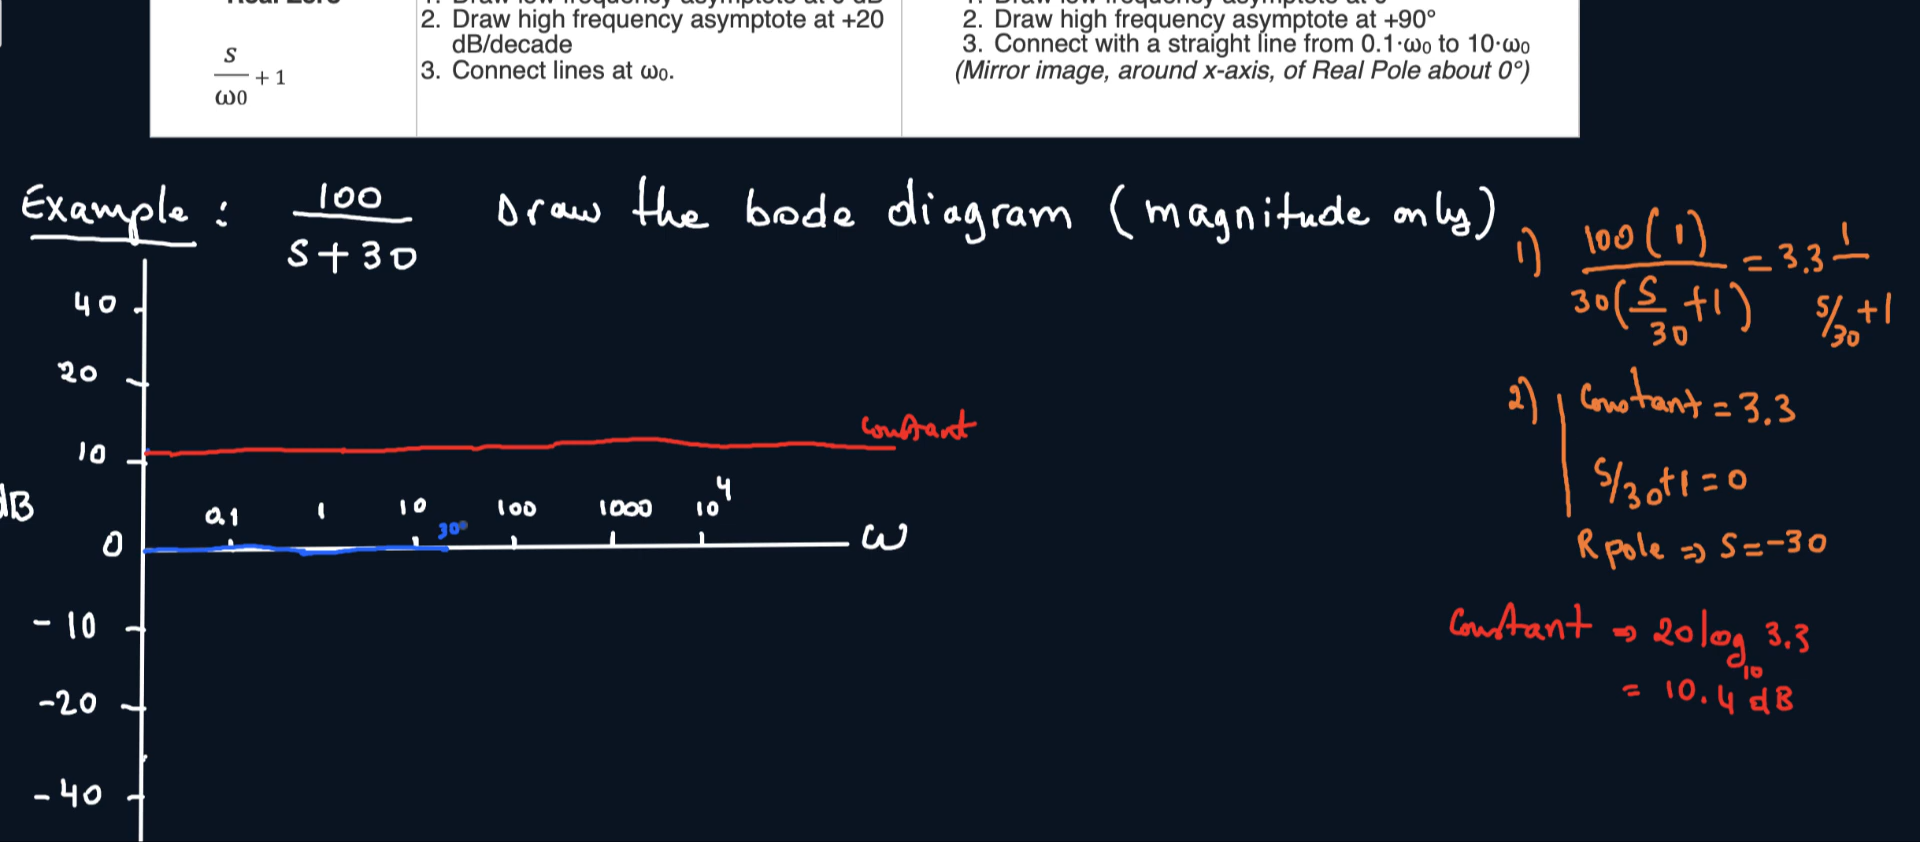 2. Draw high frequency asymptote at +20
dB/decade
3. Connect lines at ω0.
2. Draw high frequency asymptote at +90°
3. Connect with a straight line from 0.1·ω0 to 10·ω0
(Mirror image, around x-axis, of Real Pole about 0°)
s
+ 1
ω0
Example : 100 Draw the bode diagram (magnitude only)
S+30
1) 100 (1) = 3.3 1
30(S/30 +1) S/30 +1
2) Constant = 3.3
S/30+1 = 0
R pole ⇒ S = -30
Constant ⇒ 20 log10 3.3
= 10.4 dB
40
20
Constant
10
dB
0.1 1 10 100 1000 10^4
30
0
ω
-10
-20
-40